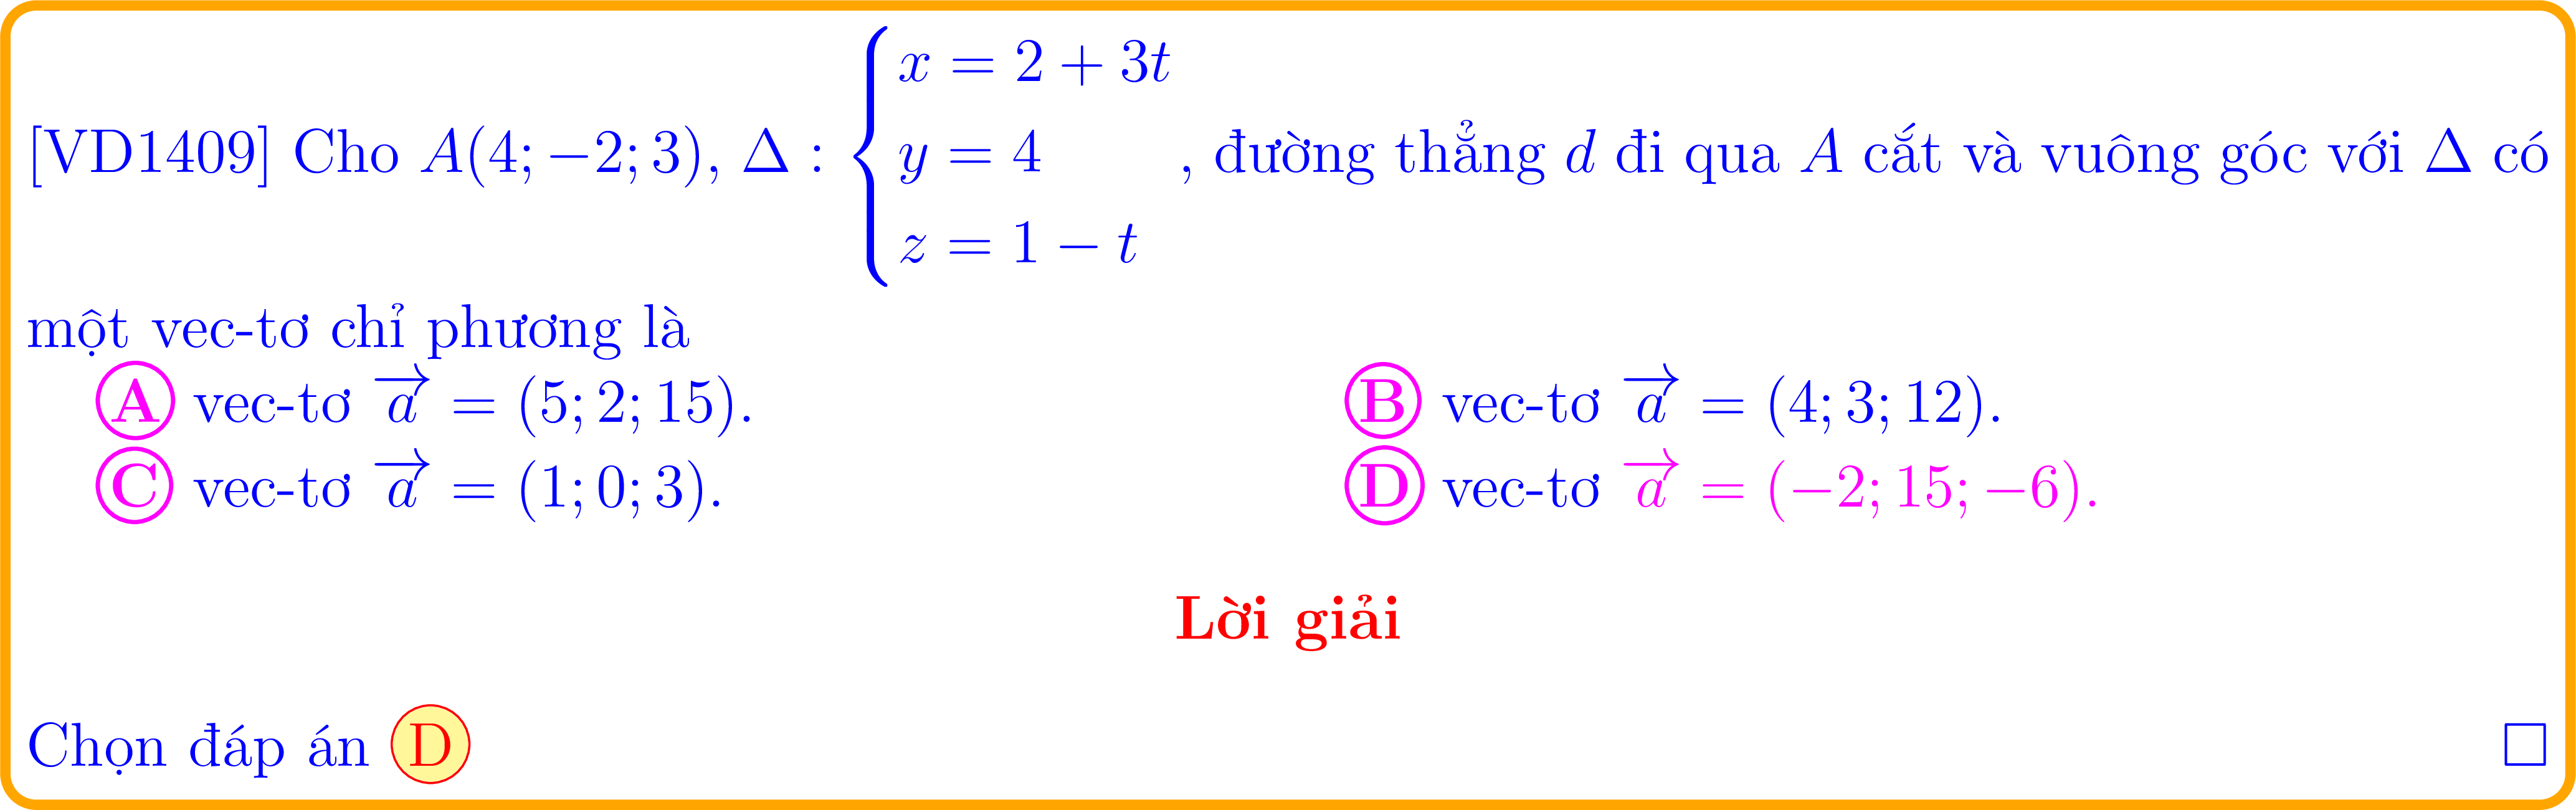 [VD1409] Cho $A(4;-2;3)$, $\Delta : \begin{cases} x = 2 + 3t \\ y = 4 \\ z = 1 - t \end{cases}$, đường thẳng $d$ đi qua $A$ cắt và vuông góc với $\Delta$ có
một vec-tơ chỉ phương là
Ⓐ vec-tơ $\overrightarrow{a} = (5; 2; 15)$. Ⓑ vec-tơ $\overrightarrow{a} = (4; 3; 12)$.
Ⓒ vec-tơ $\overrightarrow{a} = (1; 0; 3)$. Ⓓ vec-tơ $\overrightarrow{a} = (-2; 15; -6)$.
Lời giải
Chọn đáp án Ⓓ □